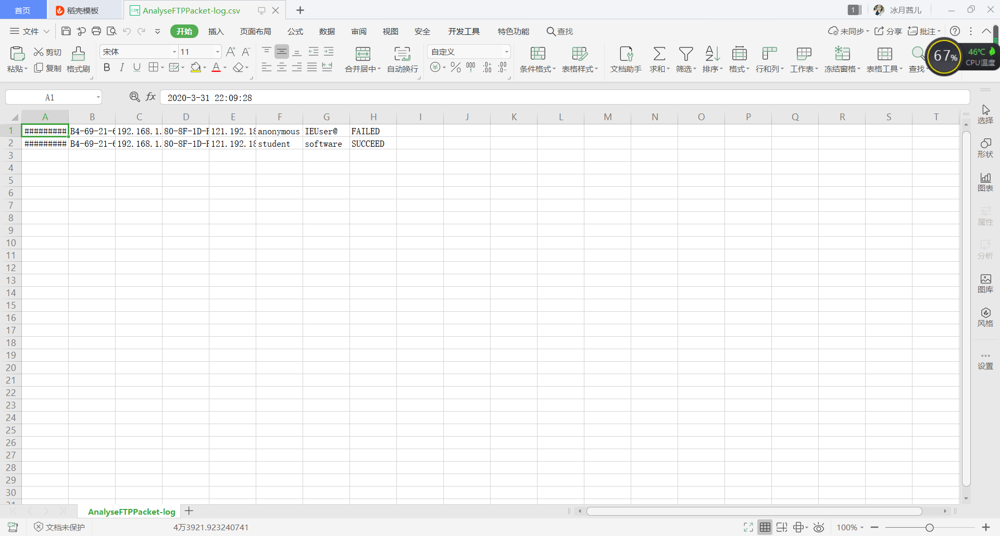 首页 稻壳模板 AnalyseFTPPacket-log.csv 1 冰月茜儿
文件 开始 插入 页面布局 公式 数据 审阅 视图 安全 开发工具 特色功能 查找 未同步 分享 批注
粘贴 剪切 复制 格式刷 宋体 11 合并居中 自动换行 自定义 条件格式 表格样式 文档助手 求和 筛选 排序 格式 行和列 工作表 冻结窗格 表格工具 查找
67% 46℃ CPU温度
A1 fx 2020-3-31 22:09:28
A B C D E F G H I J K L M N O P Q R S T
1 ######### B4-69-21-6 192.168.1. 80-8F-1D-F 121.192.18 anonymous IEUser@ FAILED
2 ######### B4-69-21-6 192.168.1. 80-8F-1D-F 121.192.18 student software SUCCEED
3
4
5
6
7
8
9
10
11
12
13
14
15
16
17
18
19
20
21
22
23
24
25
26
27
28
29
30
31
选择
形状
图表
属性
分析
图库
风格
设置
AnalyseFTPPacket-log
文档未保护 4万3921.923240741 100%